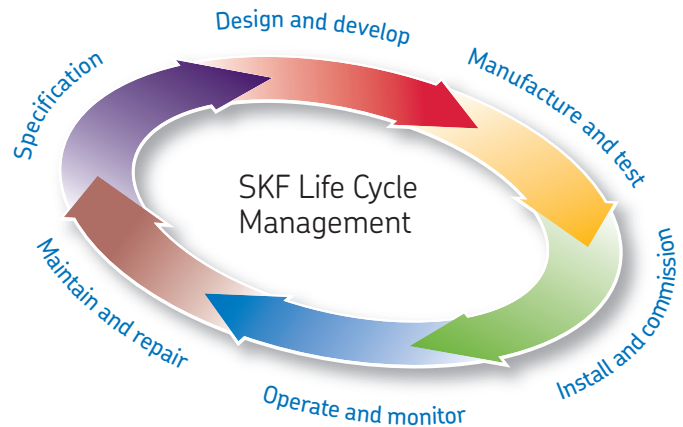 Design and develop
Manufacture and test
Specification
SKF Life Cycle
Management
Install and commission
Maintain and repair
Operate and monitor